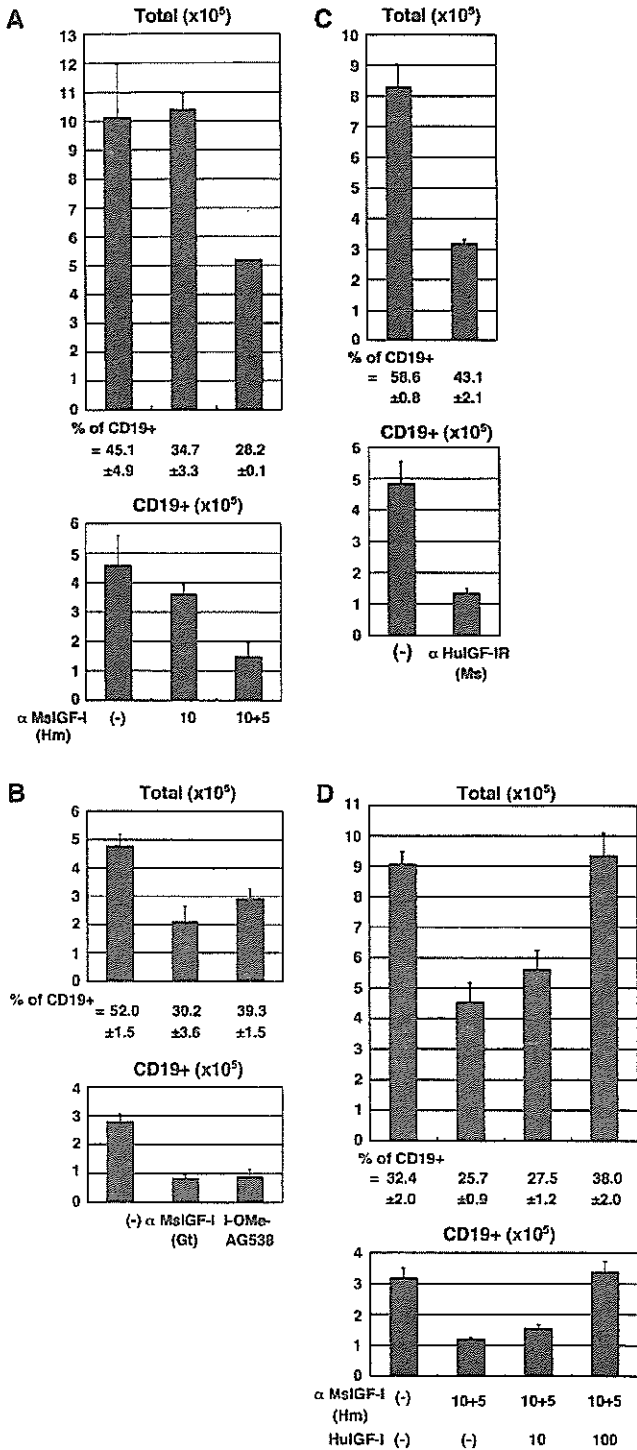 A
Total (x10⁵)
13
12
11
10
9
8
7
6
5
4
3
2
1
0
% of CD19+
= 45.1 34.7 28.2
±4.9 ±3.3 ±0.1
CD19+ (x10⁵)
6
5
4
3
2
1
0
α MsIGF-I (-) 10 10+5
(Hm)
B
Total (x10⁵)
6
5
4
3
2
1
0
% of CD19+ = 52.0 30.2 39.3
±1.5 ±3.6 ±1.5
CD19+ (x10⁵)
4
3
2
1
0
(-) α MsIGF-I I-OMe-
(Gt) AG538
C
Total (x10⁵)
10
9
8
7
6
5
4
3
2
1
0
% of CD19+
= 58.6 43.1
±0.8 ±2.1
CD19+ (x10⁵)
6
5
4
3
2
1
0
(-) α HuIGF-IR
(Ms)
D
Total (x10⁵)
11
10
9
8
7
6
5
4
3
2
1
0
% of CD19+
= 32.4 25.7 27.5 38.0
±2.0 ±0.9 ±1.2 ±2.0
CD19+ (x10⁵)
4
3
2
1
0
α MsIGF-I (-) 10+5 10+5 10+5
(Hm)
HuIGF-I (-) (-) 10 100